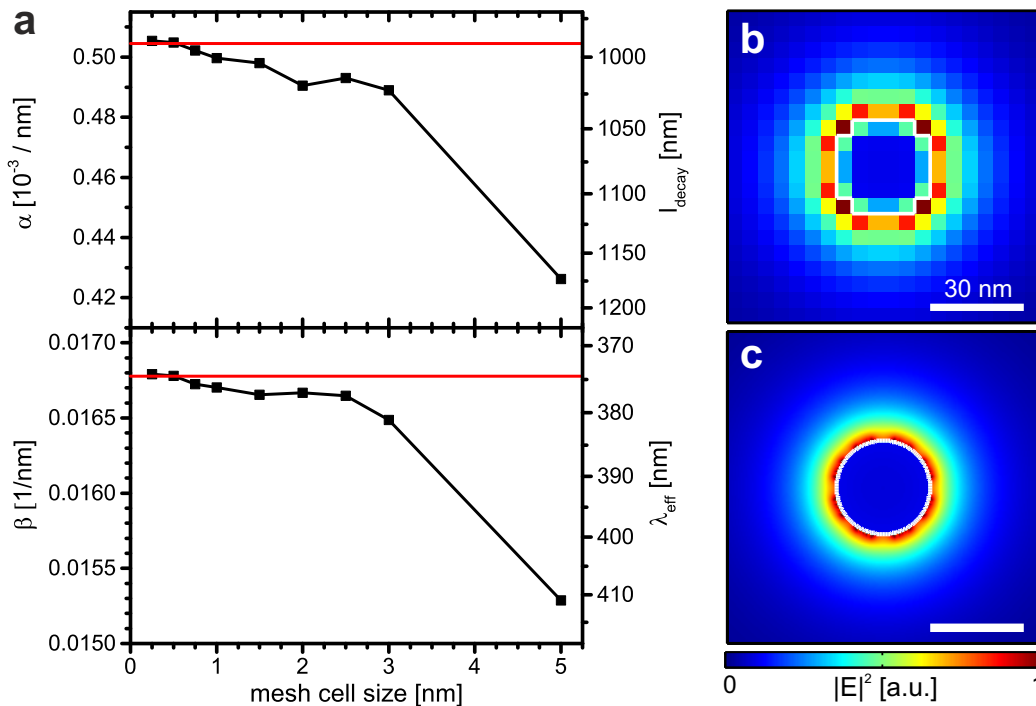 a
0.50
0.48
0.46
0.44
0.42
α [10⁻³ / nm]
1000
1050
1100
1150
1200
l_decay [nm]
0.0170
0.0165
0.0160
0.0155
0.0150
β [1/nm]
370
380
390
400
410
λ_eff [nm]
0 1 2 3 4 5
mesh cell size [nm]
b
30 nm
c
0 1
|E|² [a.u.]